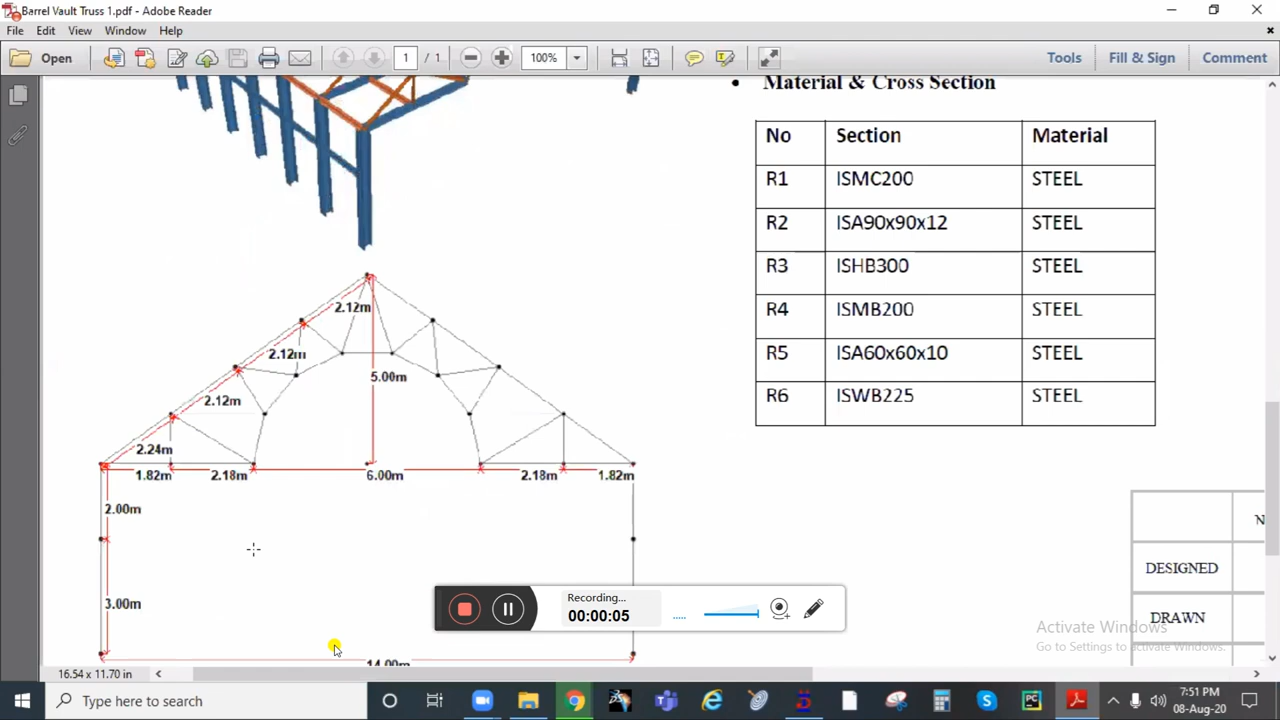 Barrel Vault Truss 1.pdf - Adobe Reader
File Edit View Window Help
Open 1 / 1 100% Tools Fill & Sign Comment
Material & Cross Section
No Section Material
R1 ISMC200 STEEL
R2 ISA90x90x12 STEEL
R3 ISHB300 STEEL
R4 ISMB200 STEEL
R5 ISA60x60x10 STEEL
R6 ISWB225 STEEL
2.12m
2.12m
5.00m
2.12m
2.24m
1.82m 2.18m 6.00m 2.18m 1.82m
2.00m
3.00m
14.00m
Recording...
00:00:05
N
DESIGNED
DRAWN
Activate Windows
Go to Settings to activate Windows.
16.54 x 11.70 in
Type here to search
7:51 PM
08-Aug-20